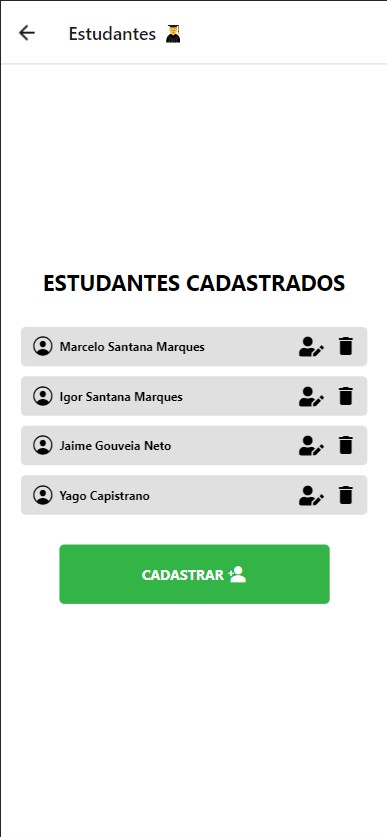 Estudantes 👨‍🎓
ESTUDANTES CADASTRADOS
Marcelo Santana Marques
Igor Santana Marques
Jaime Gouveia Neto
Yago Capistrano
CADASTRAR